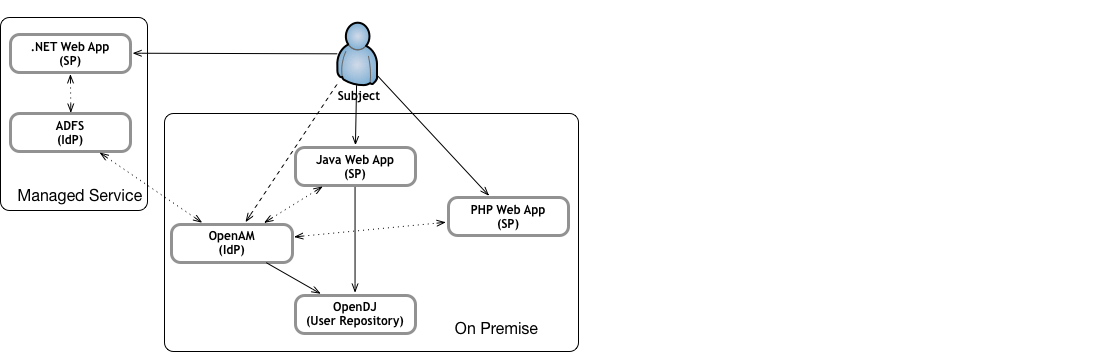 .NET Web App
(SP)
Subject
ADFS
(IdP)
Java Web App
(SP)
Managed Service
PHP Web App
(SP)
OpenAM
(IdP)
OpenDJ
(User Repository)
On Premise